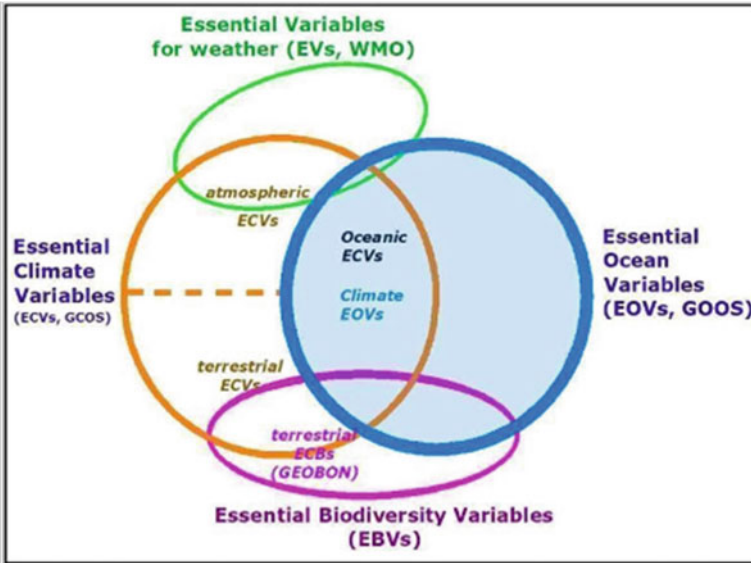 Essential Variables
for weather (EVs, WMO)
atmospheric
ECVs
Oceanic
ECVs
Climate
EOVs
Essential
Climate
Variables
(ECVs, GCOS)
Essential
Ocean
Variables
(EOVs, GOOS)
terrestrial
ECVs
terrestrial
ECBs
(GEOBON)
Essential Biodiversity Variables
(EBVs)